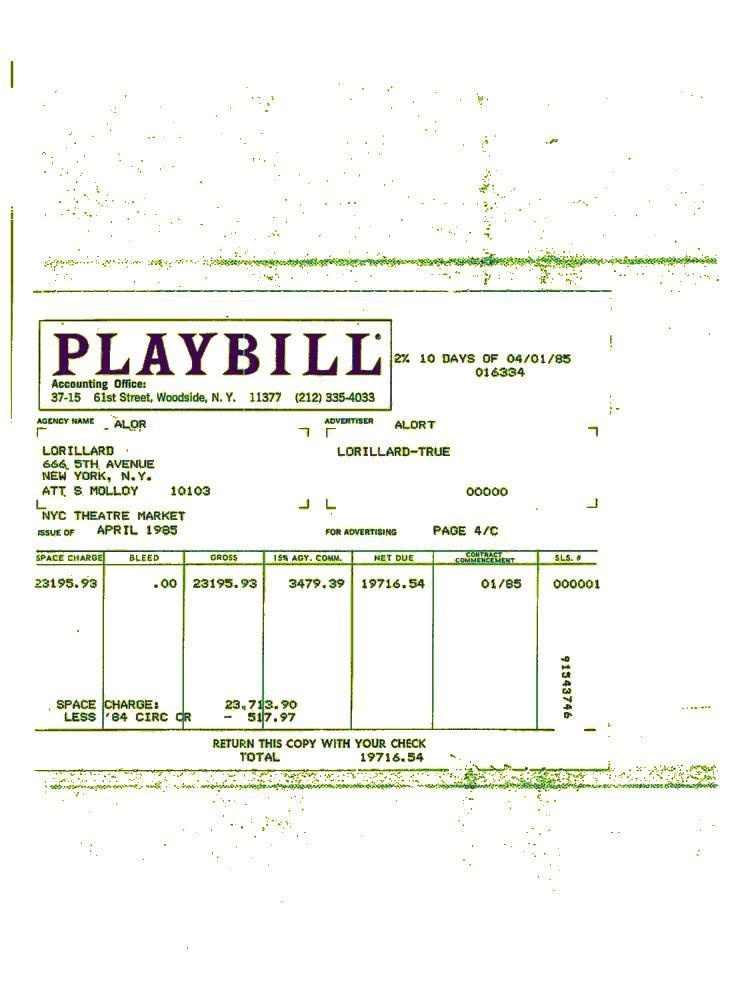 PLAYBILL®
2% 10 DAYS OF 04/01/85
016334
Accounting Office:
37-15 61st Street, Woodside, N. Y. 11377 (212) 335-4033
AGENCY NAME ALOR
ADVERTISER ALORT
LORILLARD
666 5TH AVENUE
NEW YORK, N.Y.
ATT S MOLLOY 10103
LORILLARD-TRUE
00000
NYC THEATRE MARKET
ISSUE OF APRIL 1985
FOR ADVERTISING PAGE 4/C
SPACE CHARGE BLEED GROSS 15% AGY. COMM. NET DUE CONTRACT COMMENCEMENT SLS. #
23195.93 .00 23195.93 3479.39 19716.54 01/85 000001
SPACE CHARGE: 23,713.90
LESS '84 CIRC CR - 517.97
91543746
RETURN THIS COPY WITH YOUR CHECK
TOTAL 19716.54